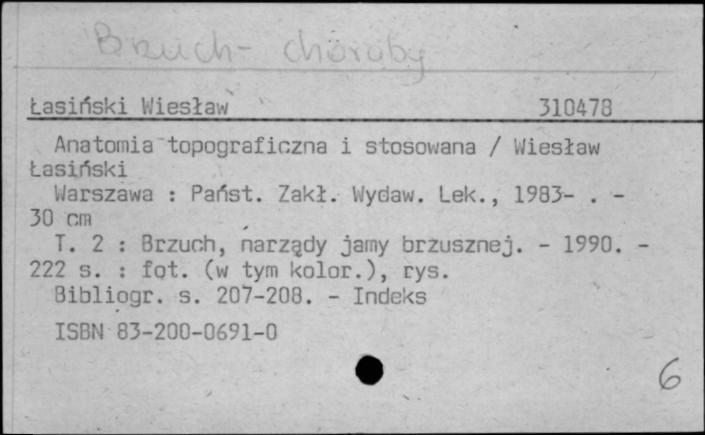 Brzuch - choroby
Łasiński Wiesław 310478
Anatomia topograficzna i stosowana / Wiesław
Łasiński
Warszawa : Państ. Zakł. Wydaw. Lek., 1983- . -
30 cm
T. 2 : Brzuch, narządy jamy brzusznej. - 1990. -
222 s. : fot. (w tym kolor.), rys.
Bibliogr. s. 207-208. - Indeks
ISBN 83-200-0691-0
6